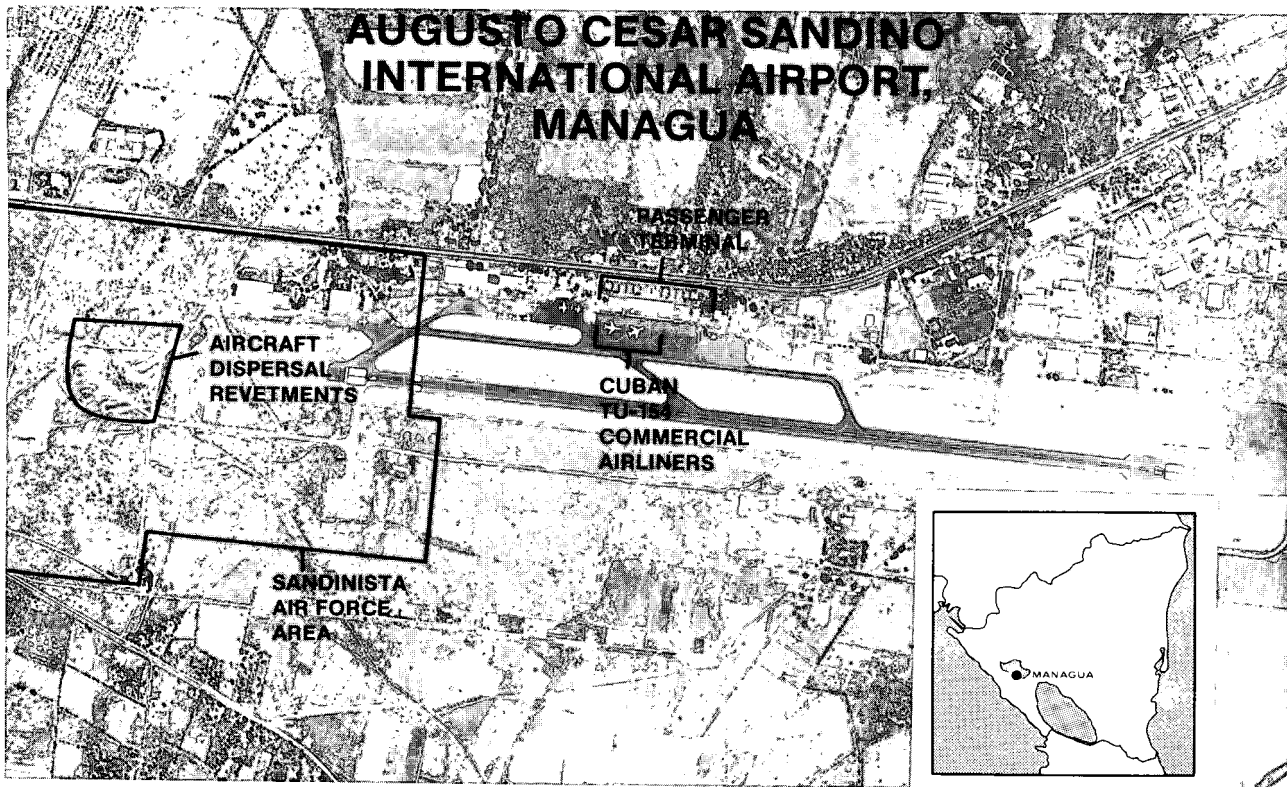 AUGUSTO CESAR SANDINO
INTERNATIONAL AIRPORT,
MANAGUA
PASSENGER
TERMINAL
AIRCRAFT
DISPERSAL
REVETMENTS
CUBAN
TU-154
COMMERCIAL
AIRLINERS
SANDINISTA
AIR FORCE
AREA
MANAGUA